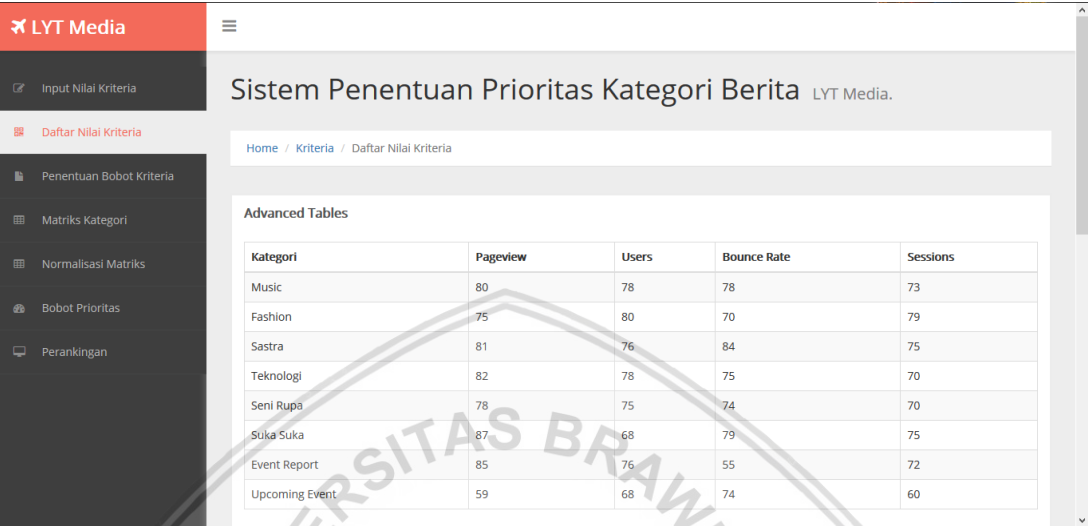 LYT Media
Input Nilai Kriteria
Daftar Nilai Kriteria
Penentuan Bobot Kriteria
Matriks Kategori
Normalisasi Matriks
Bobot Prioritas
Perankingan
Sistem Penentuan Prioritas Kategori Berita LYT Media.
Home / Kriteria / Daftar Nilai Kriteria
Advanced Tables
Kategori Pageview Users Bounce Rate Sessions
Music 80 78 78 73
Fashion 75 80 70 79
Sastra 81 76 84 75
Teknologi 82 78 75 70
Seni Rupa 78 75 74 70
Suka Suka 87 68 79 75
Event Report 85 76 55 72
Upcoming Event 59 68 74 60
ERSITAS BRAW